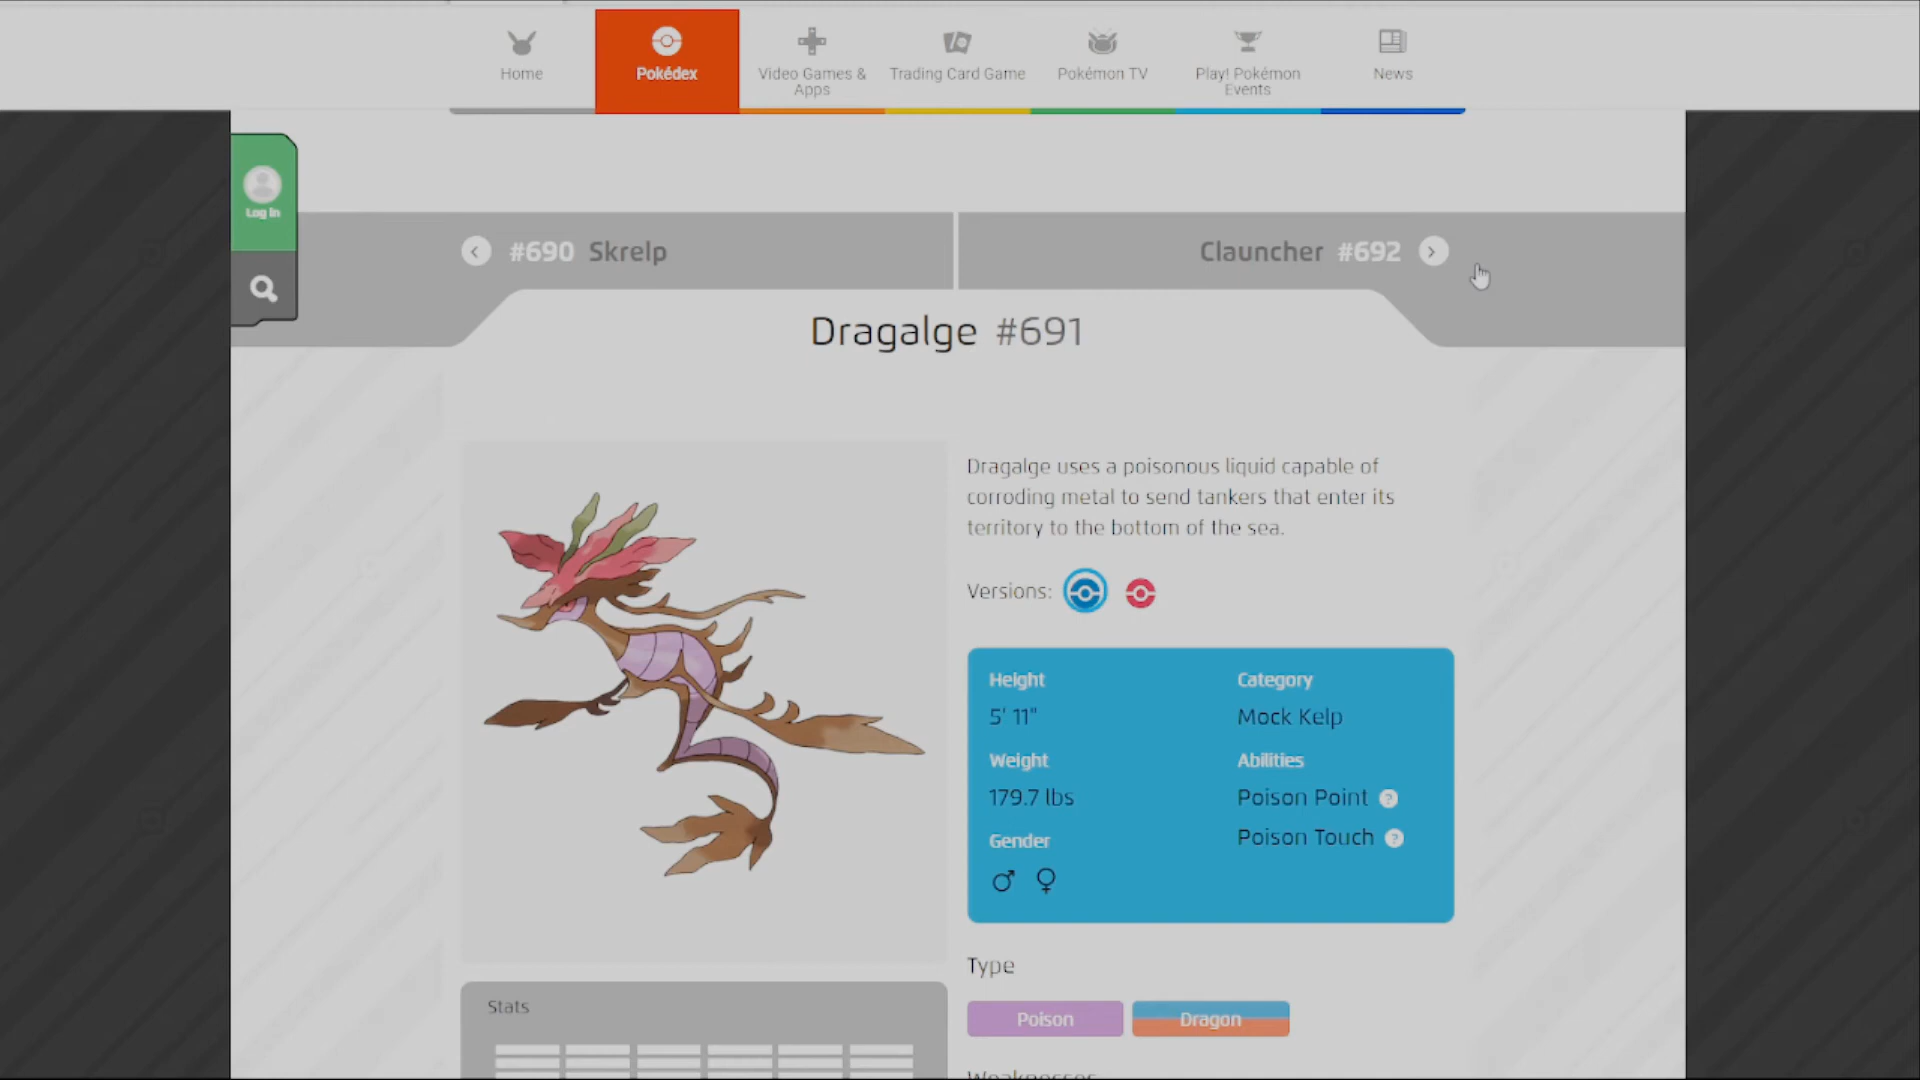 Home
Pokédex
Video Games &
Apps
Trading Card Game
Pokémon TV
Play! Pokémon
Events
News
Log In
#690 Skrelp
Clauncher #692
Dragalge #691
Dragalge uses a poisonous liquid capable of
corroding metal to send tankers that enter its
territory to the bottom of the sea.
Versions:
Height
5' 11"
Weight
179.7 lbs
Gender
Category
Mock Kelp
Abilities
Poison Point ?
Poison Touch ?
Type
Poison
Dragon
Stats
Weaknesses